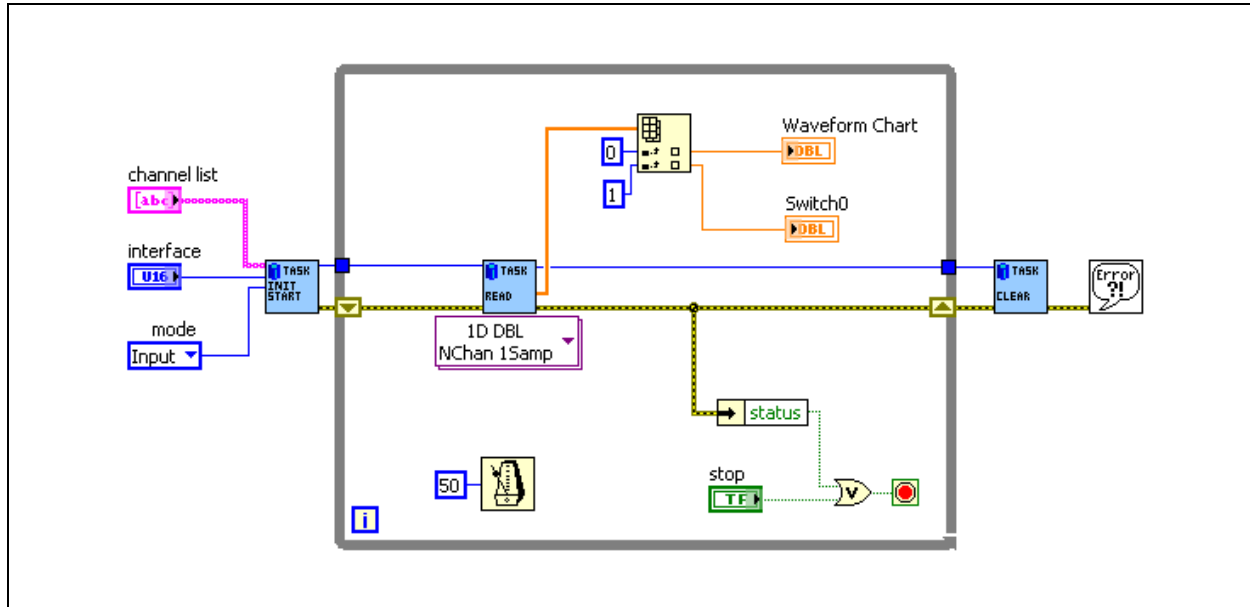 Waveform Chart
DBL
0
1
channel list
[abc]
Switch0
DBL
interface
U16
TASK
INIT
START
TASK
READ
TASK
CLEAR
Error
?!
mode
Input
1D DBL
NChan 1Samp
status
stop
TF
50
i